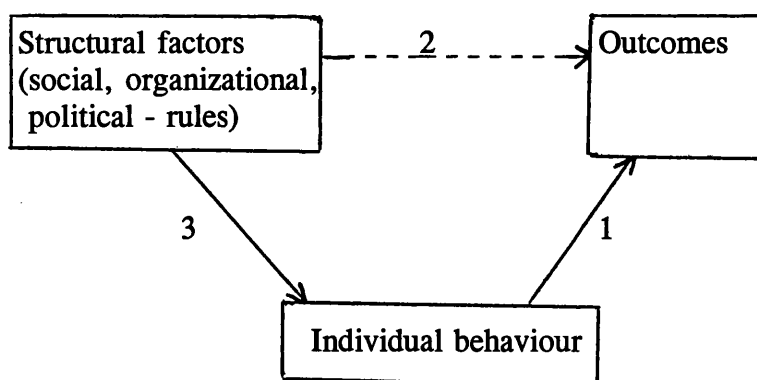 Structural factors
(social, organizational,
political - rules)
2
Outcomes
3
1
Individual behaviour